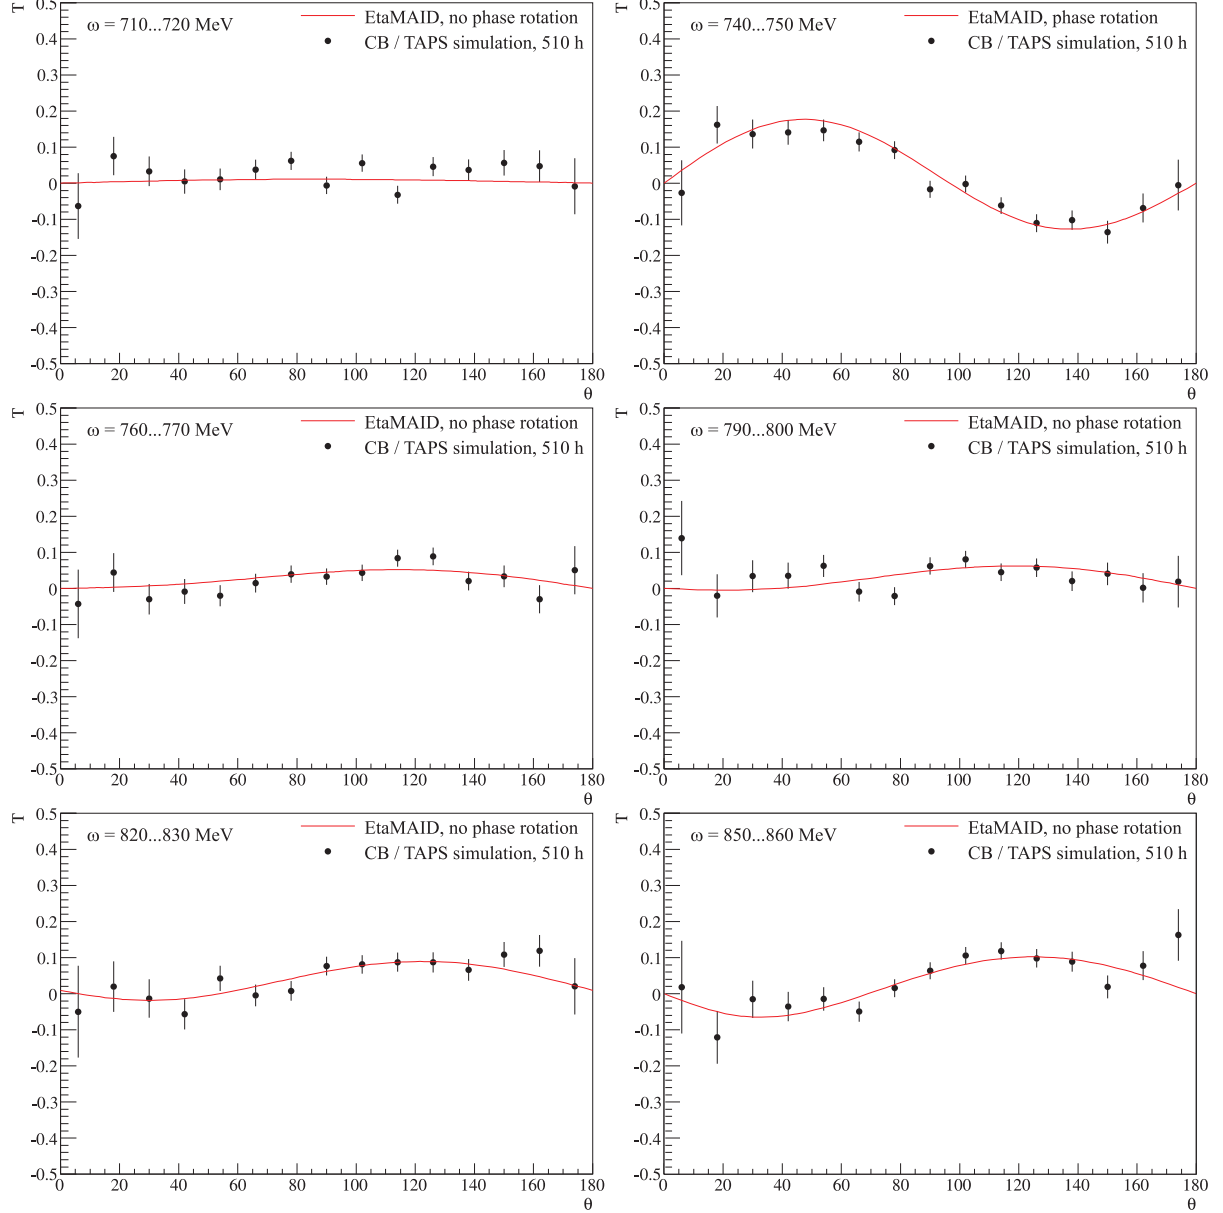 T
0.5
0.4
0.3
0.2
0.1
0
-0.1
-0.2
-0.3
-0.4
-0.5
ω = 710...720 MeV
EtaMAID, no phase rotation
CB / TAPS simulation, 510 h
0 20 40 60 80 100 120 140 160 180
θ
T
0.5
0.4
0.3
0.2
0.1
0
-0.1
-0.2
-0.3
-0.4
-0.5
ω = 740...750 MeV
EtaMAID, phase rotation
CB / TAPS simulation, 510 h
0 20 40 60 80 100 120 140 160 180
θ
T
0.5
0.4
0.3
0.2
0.1
0
-0.1
-0.2
-0.3
-0.4
-0.5
ω = 760...770 MeV
EtaMAID, no phase rotation
CB / TAPS simulation, 510 h
0 20 40 60 80 100 120 140 160 180
θ
T
0.5
0.4
0.3
0.2
0.1
0
-0.1
-0.2
-0.3
-0.4
-0.5
ω = 790...800 MeV
EtaMAID, no phase rotation
CB / TAPS simulation, 510 h
0 20 40 60 80 100 120 140 160 180
θ
T
0.5
0.4
0.3
0.2
0.1
0
-0.1
-0.2
-0.3
-0.4
-0.5
ω = 820...830 MeV
EtaMAID, no phase rotation
CB / TAPS simulation, 510 h
0 20 40 60 80 100 120 140 160 180
θ
T
0.5
0.4
0.3
0.2
0.1
0
-0.1
-0.2
-0.3
-0.4
-0.5
ω = 850...860 MeV
EtaMAID, no phase rotation
CB / TAPS simulation, 510 h
0 20 40 60 80 100 120 140 160 180
θ